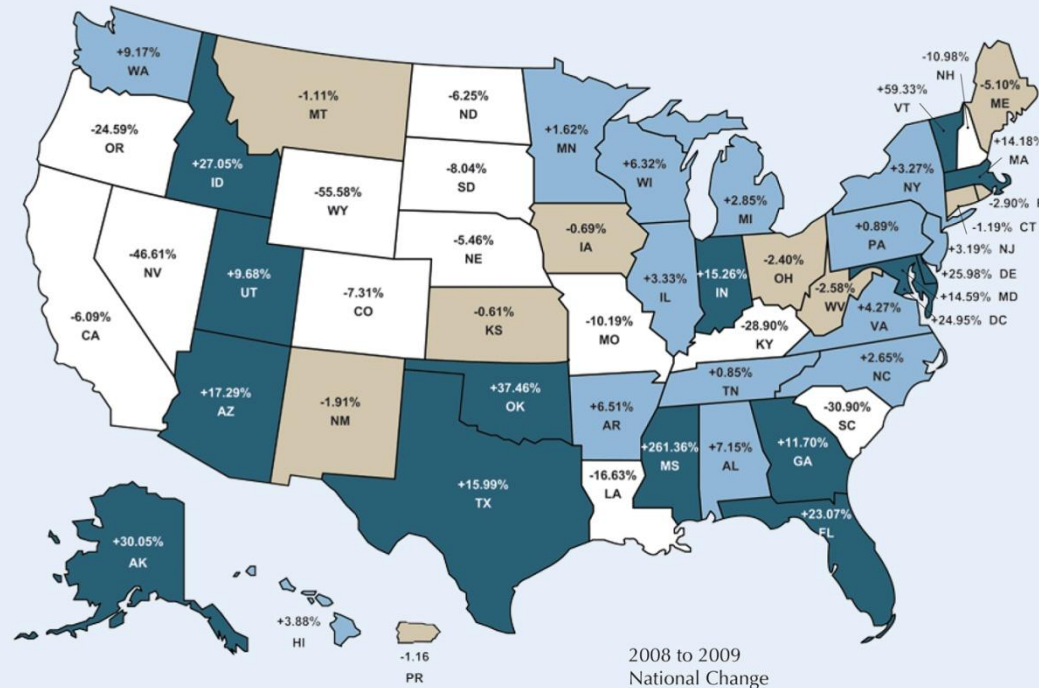 +9.17%
WA
-1.11%
MT
-6.25%
ND
+1.62%
MN
-10.98%
NH
-5.10%
ME
+59.33%
VT
-24.59%
OR
+27.05%
ID
-55.58%
WY
-8.04%
SD
+6.32%
WI
+2.85%
MI
+3.27%
NY
+14.18%
MA
-2.90%
-1.19% CT
+3.19% NJ
+25.98% DE
+14.59% MD
+24.95% DC
-46.61%
NV
+9.68%
UT
-5.46%
NE
-0.69%
IA
+3.33%
IL
+15.26%
IN
-2.40%
OH
+0.89%
PA
-2.58%
WV
+4.27%
VA
-6.09%
CA
-7.31%
CO
-0.61%
KS
-10.19%
MO
-28.90%
KY
+2.65%
NC
+17.29%
AZ
-1.91%
NM
+37.46%
OK
+6.51%
AR
+0.85%
TN
-30.90%
SC
+15.99%
TX
-16.63%
LA
+261.36%
MS
+7.15%
AL
+11.70%
GA
+23.07%
FL
+30.05%
AK
+3.88%
HI
-1.16
PR
2008 to 2009
National Change